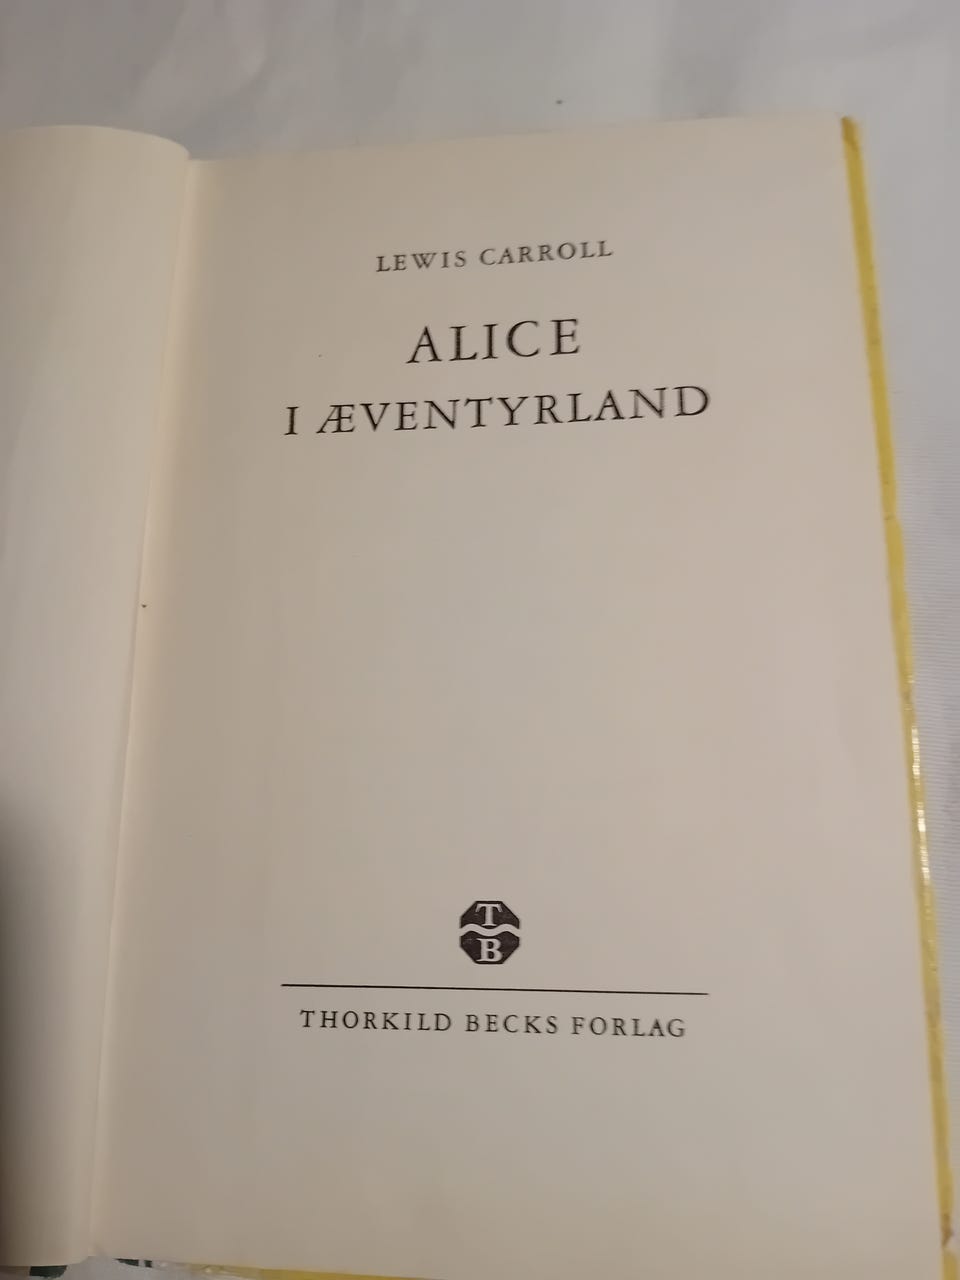 LEWIS CARROLL
ALICE
I ÆVENTYRLAND
T
B
THORKILD BECKS FORLAG